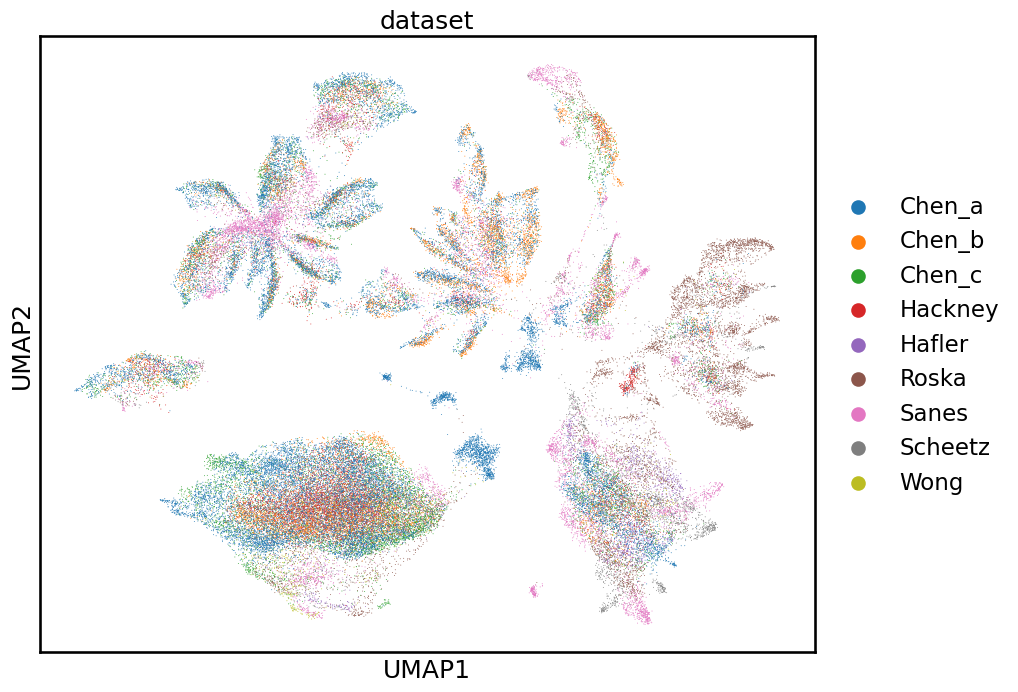 dataset
UMAP2
UMAP1
Chen_a
Chen_b
Chen_c
Hackney
Hafler
Roska
Sanes
Scheetz
Wong